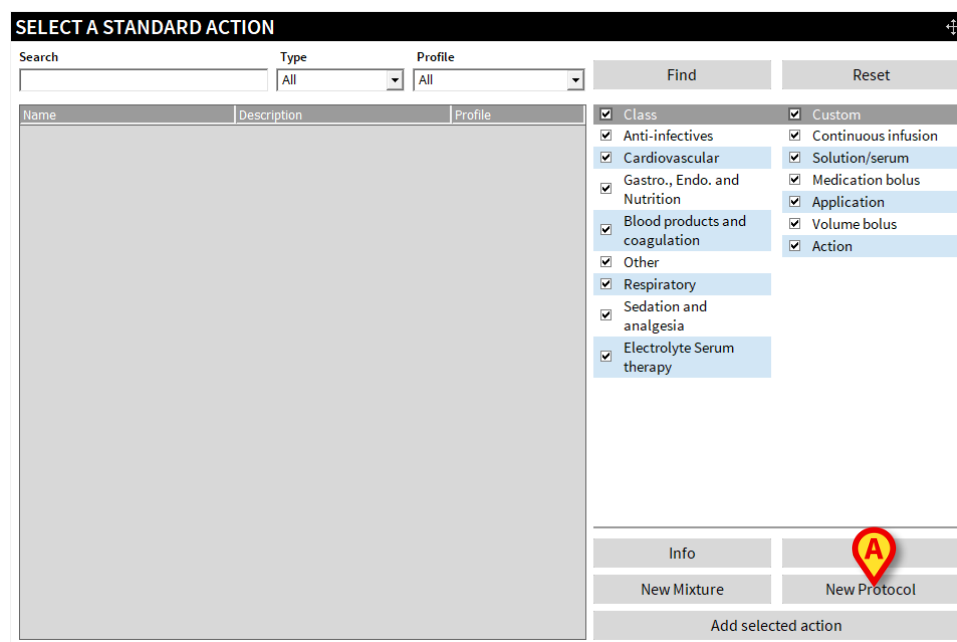 SELECT A STANDARD ACTION
Search
Type
Profile
All
All
Find
Reset
Name
Description
Profile
Class
Anti-infectives
Cardiovascular
Gastro., Endo. and
Nutrition
Blood products and
coagulation
Other
Respiratory
Sedation and
analgesia
Electrolyte Serum
therapy
Custom
Continuous infusion
Solution/serum
Medication bolus
Application
Volume bolus
Action
Info
A
New Mixture
New Protocol
Add selected action